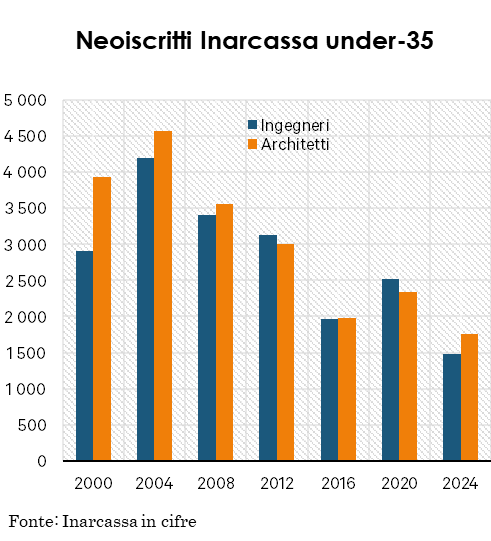 Neoiscritti Inarcassa under-35
5 000
4 500
4 000
3 500
3 000
2 500
2 000
1 500
1 000
500
0
Ingegneri
Architetti
2000 2004 2008 2012 2016 2020 2024
Fonte: Inarcassa in cifre